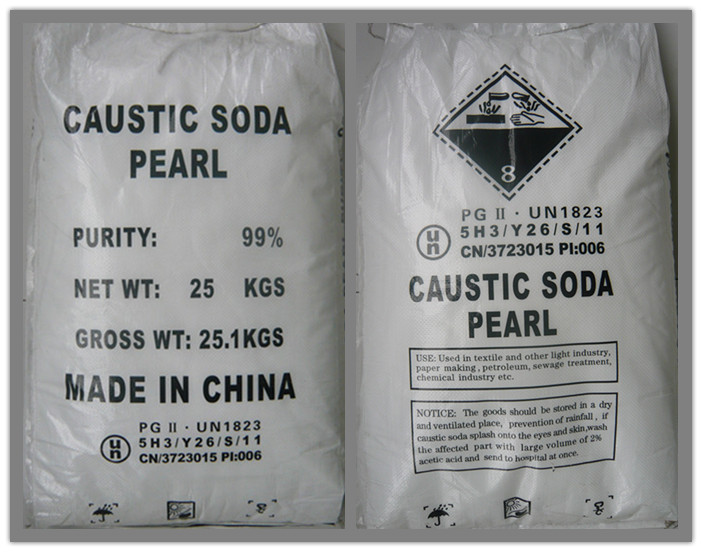 CAUSTIC SODA
PEARL
PURITY: 99%
NET WT: 25 KGS
GROSS WT: 25.1KGS
MADE IN CHINA
PG II · UN1823
un
5H3/Y26/S/11
CN/3723015 PI:006
8
PG II · UN1823
un
5H3/Y26/S/11
CN/3723015 PI:006
CAUSTIC SODA
PEARL
USE: Used in textile and other light industry,
paper making, petroleum, sewage treatment,
chemical industry etc.
NOTICE: The goods should be stored in a dry
and ventilated place, prevention of rainfall, if
caustic soda splash onto the eyes and skin,wash
the affected part with large volume of 2%
acetic acid and send to hospital at once.